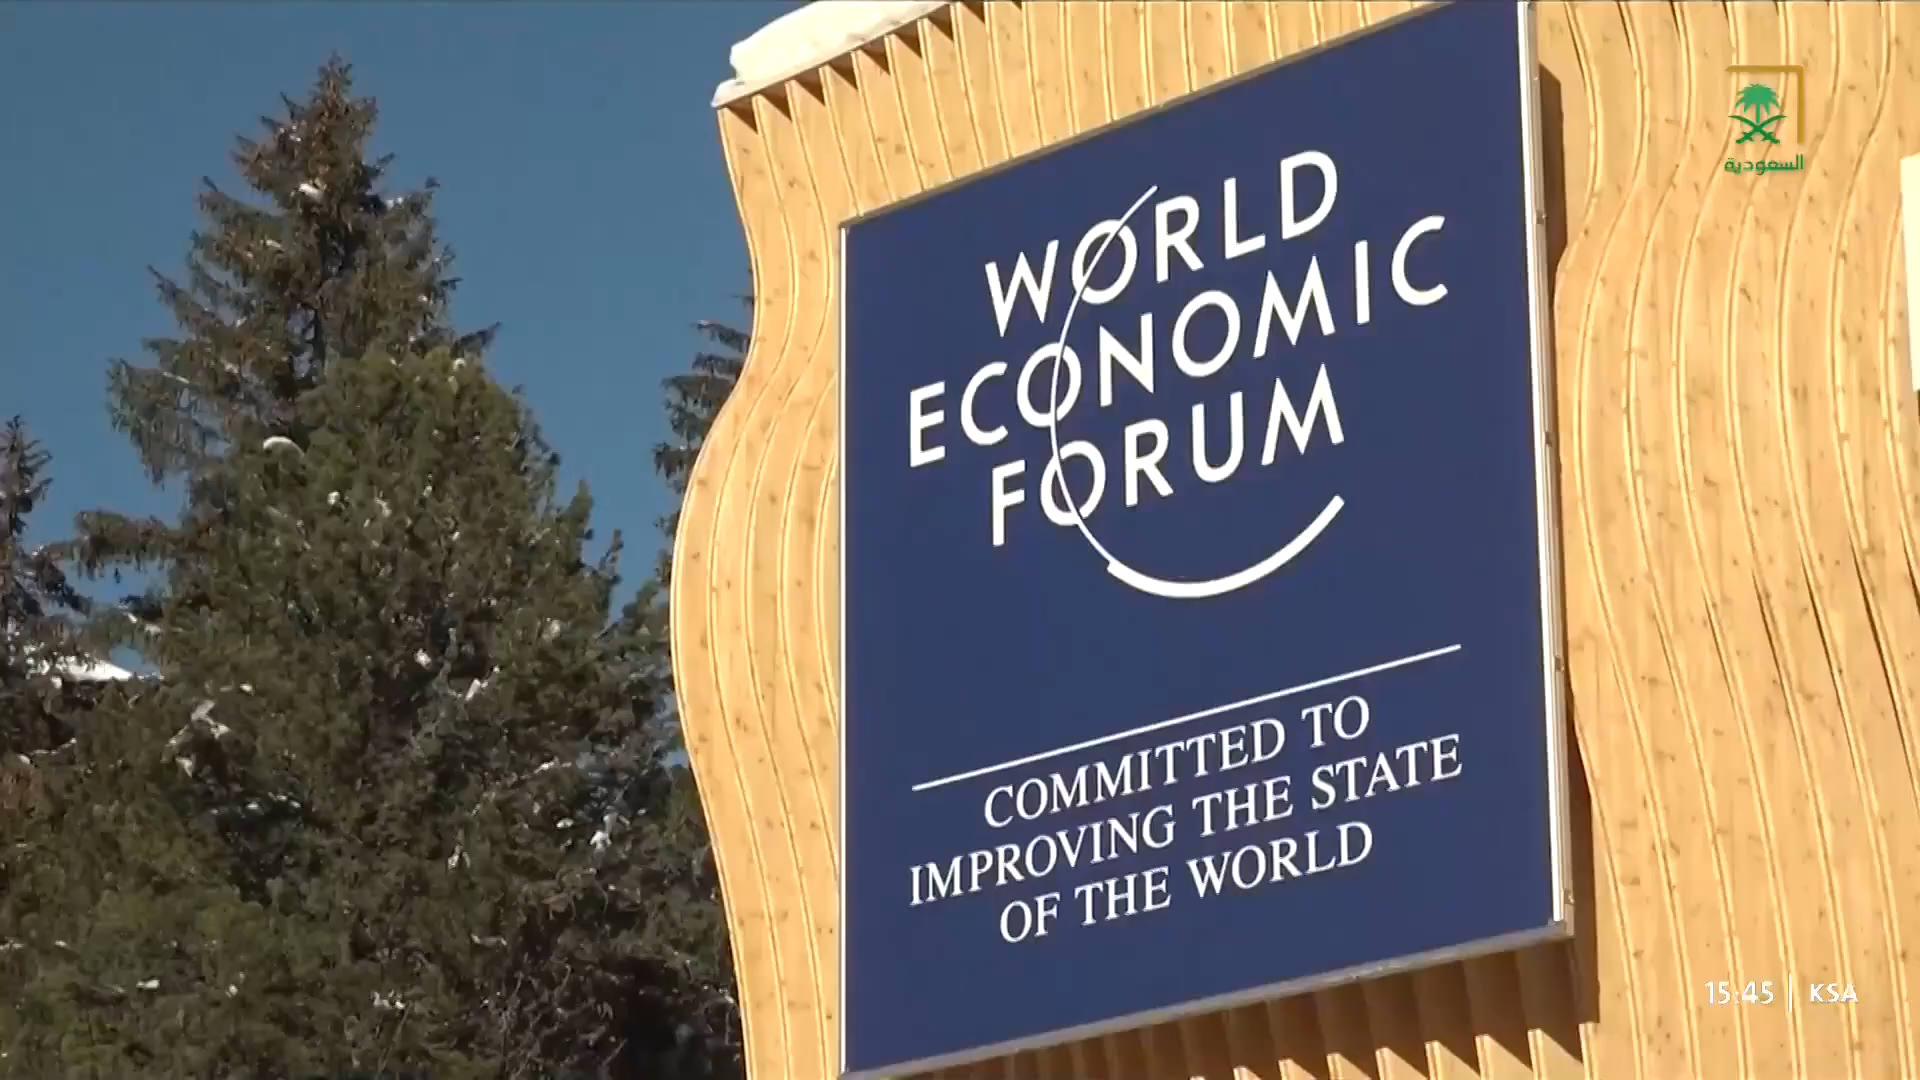 السعودية
WORLD
ECONOMIC
FORUM
COMMITTED TO
IMPROVING THE STATE
OF THE WORLD
15:45 | KSA